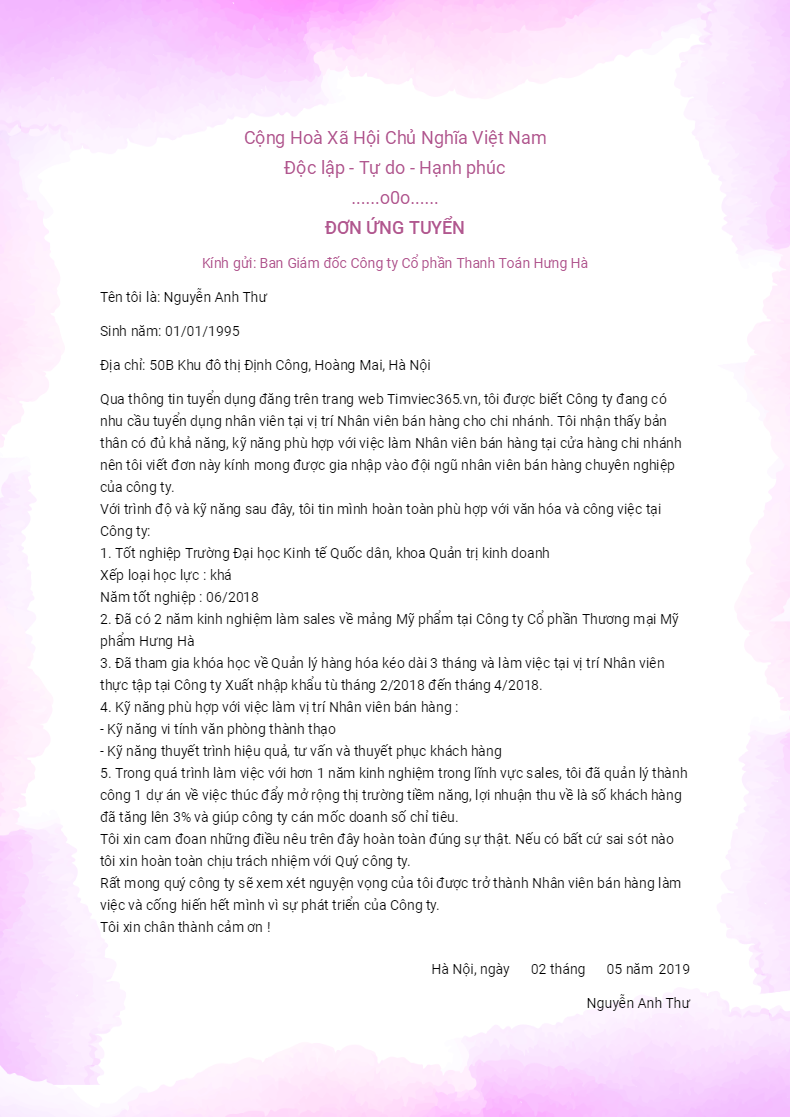 Cộng Hoà Xã Hội Chủ Nghĩa Việt Nam
Độc lập - Tự do - Hạnh phúc
......o0o......
ĐƠN ỨNG TUYỂN
Kính gửi: Ban Giám đốc Công ty Cổ phần Thanh Toán Hưng Hà
Tên tôi là: Nguyễn Anh Thư
Sinh năm: 01/01/1995
Địa chỉ: 50B Khu đô thị Định Công, Hoàng Mai, Hà Nội
Qua thông tin tuyển dụng đăng trên trang web Timviec365.vn, tôi được biết Công ty đang có
nhu cầu tuyển dụng nhân viên tại vị trí Nhân viên bán hàng cho chi nhánh. Tôi nhận thấy bản
thân có đủ khả năng, kỹ năng phù hợp với việc làm Nhân viên bán hàng tại cửa hàng chi nhánh
nên tôi viết đơn này kính mong được gia nhập vào đội ngũ nhân viên bán hàng chuyên nghiệp
của công ty.
Với trình độ và kỹ năng sau đây, tôi tin mình hoàn toàn phù hợp với văn hóa và công việc tại
Công ty:
1. Tốt nghiệp Trường Đại học Kinh tế Quốc dân, khoa Quản trị kinh doanh
Xếp loại học lực : khá
Năm tốt nghiệp : 06/2018
2. Đã có 2 năm kinh nghiệm làm sales về mảng Mỹ phẩm tại Công ty Cổ phần Thương mại Mỹ
phẩm Hưng Hà
3. Đã tham gia khóa học về Quản lý hàng hóa kéo dài 3 tháng và làm việc tại vị trí Nhân viên
thực tập tại Công ty Xuất nhập khẩu tù tháng 2/2018 đến tháng 4/2018.
4. Kỹ năng phù hợp với việc làm vị trí Nhân viên bán hàng :
- Kỹ năng vi tính văn phòng thành thạo
- Kỹ năng thuyết trình hiệu quả, tư vấn và thuyết phục khách hàng
5. Trong quá trình làm việc với hơn 1 năm kinh nghiệm trong lĩnh vực sales, tôi đã quản lý thành
công 1 dự án về việc thúc đẩy mở rộng thị trường tiềm năng, lợi nhuận thu về là số khách hàng
đã tăng lên 3% và giúp công ty cán mốc doanh số chỉ tiêu.
Tôi xin cam đoan những điều nêu trên đây hoàn toàn đúng sự thật. Nếu có bất cứ sai sót nào
tôi xin hoàn toàn chịu trách nhiệm với Quý công ty.
Rất mong quý công ty sẽ xem xét nguyện vọng của tôi được trở thành Nhân viên bán hàng làm
việc và cống hiến hết mình vì sự phát triển của Công ty.
Tôi xin chân thành cảm ơn !
Hà Nội, ngày 02 tháng 05 năm 2019
Nguyễn Anh Thư